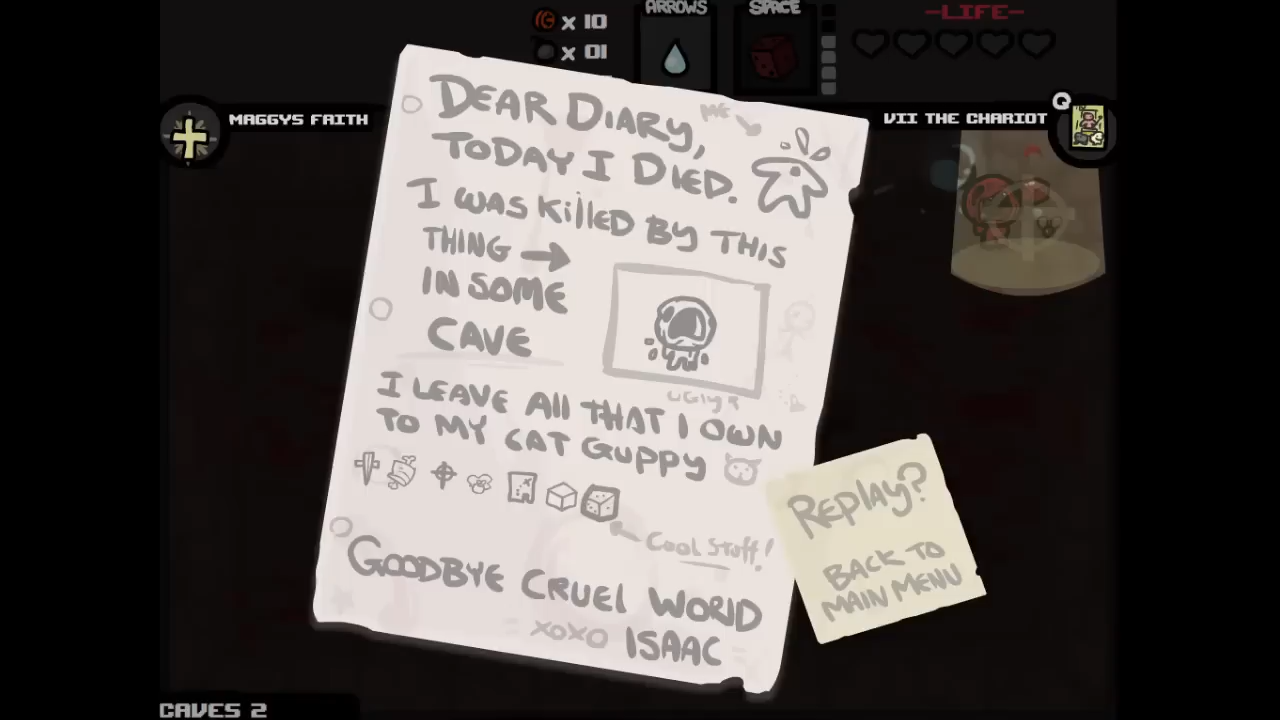 ARROWS
SPACE
-LIFE-
x 10
x 01
MAGGYS FAITH
Q
VII THE CHARIOT
DEAR DIARY,
ME
TODAY I DIED.
I WAS KILLED BY THIS
THING →
IN SOME
CAVE
UGLY
I LEAVE ALL THAT I OWN
TO MY CAT GUPPY
COOL STUFF!
GOODBYE CRUEL WORLD
XOXO ISAAC
REPLAY?
BACK TO
MAIN MENU
CAVES 2